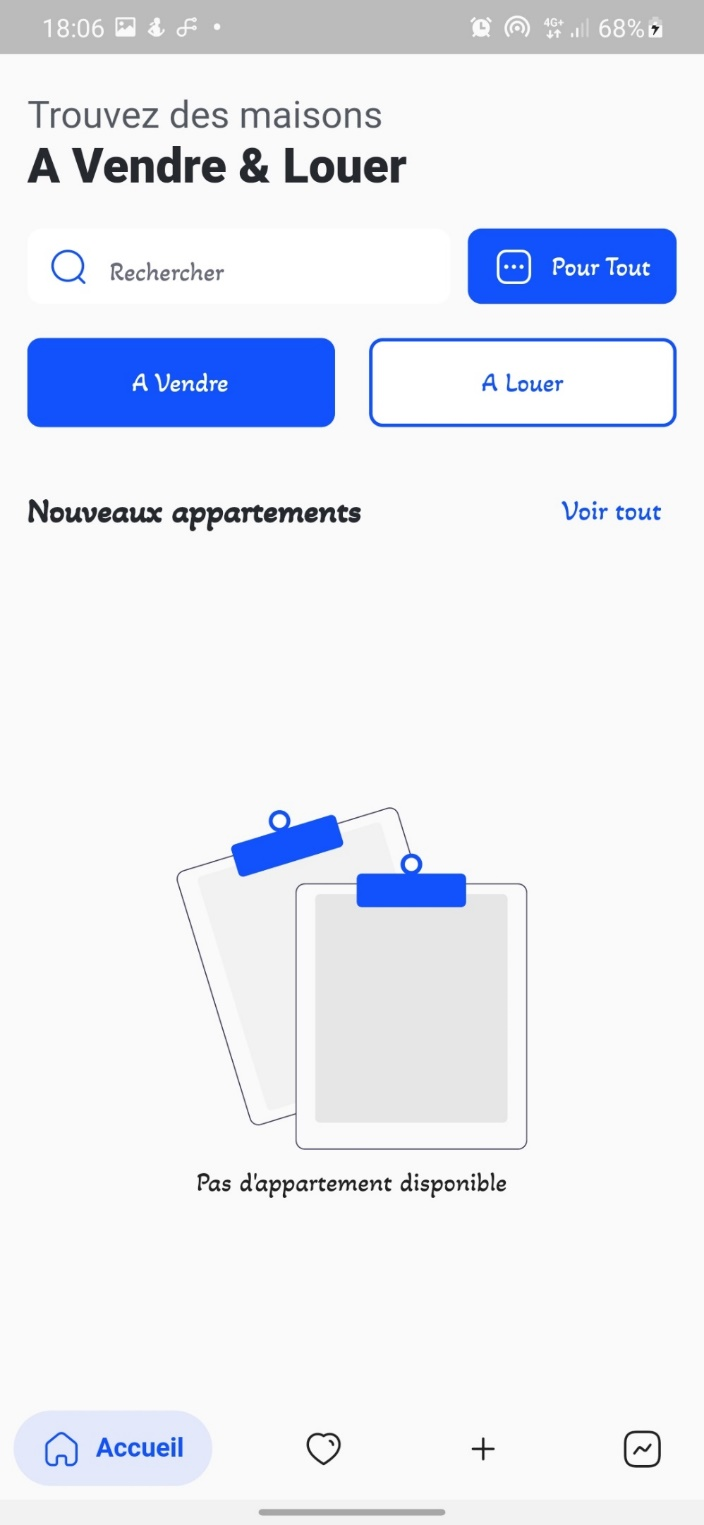 18:06
4G+
68%
Trouvez des maisons
A Vendre & Louer
Rechercher
Pour Tout
A Vendre
A Louer
Nouveaux appartements
Voir tout
Pas d'appartement disponible
Accueil